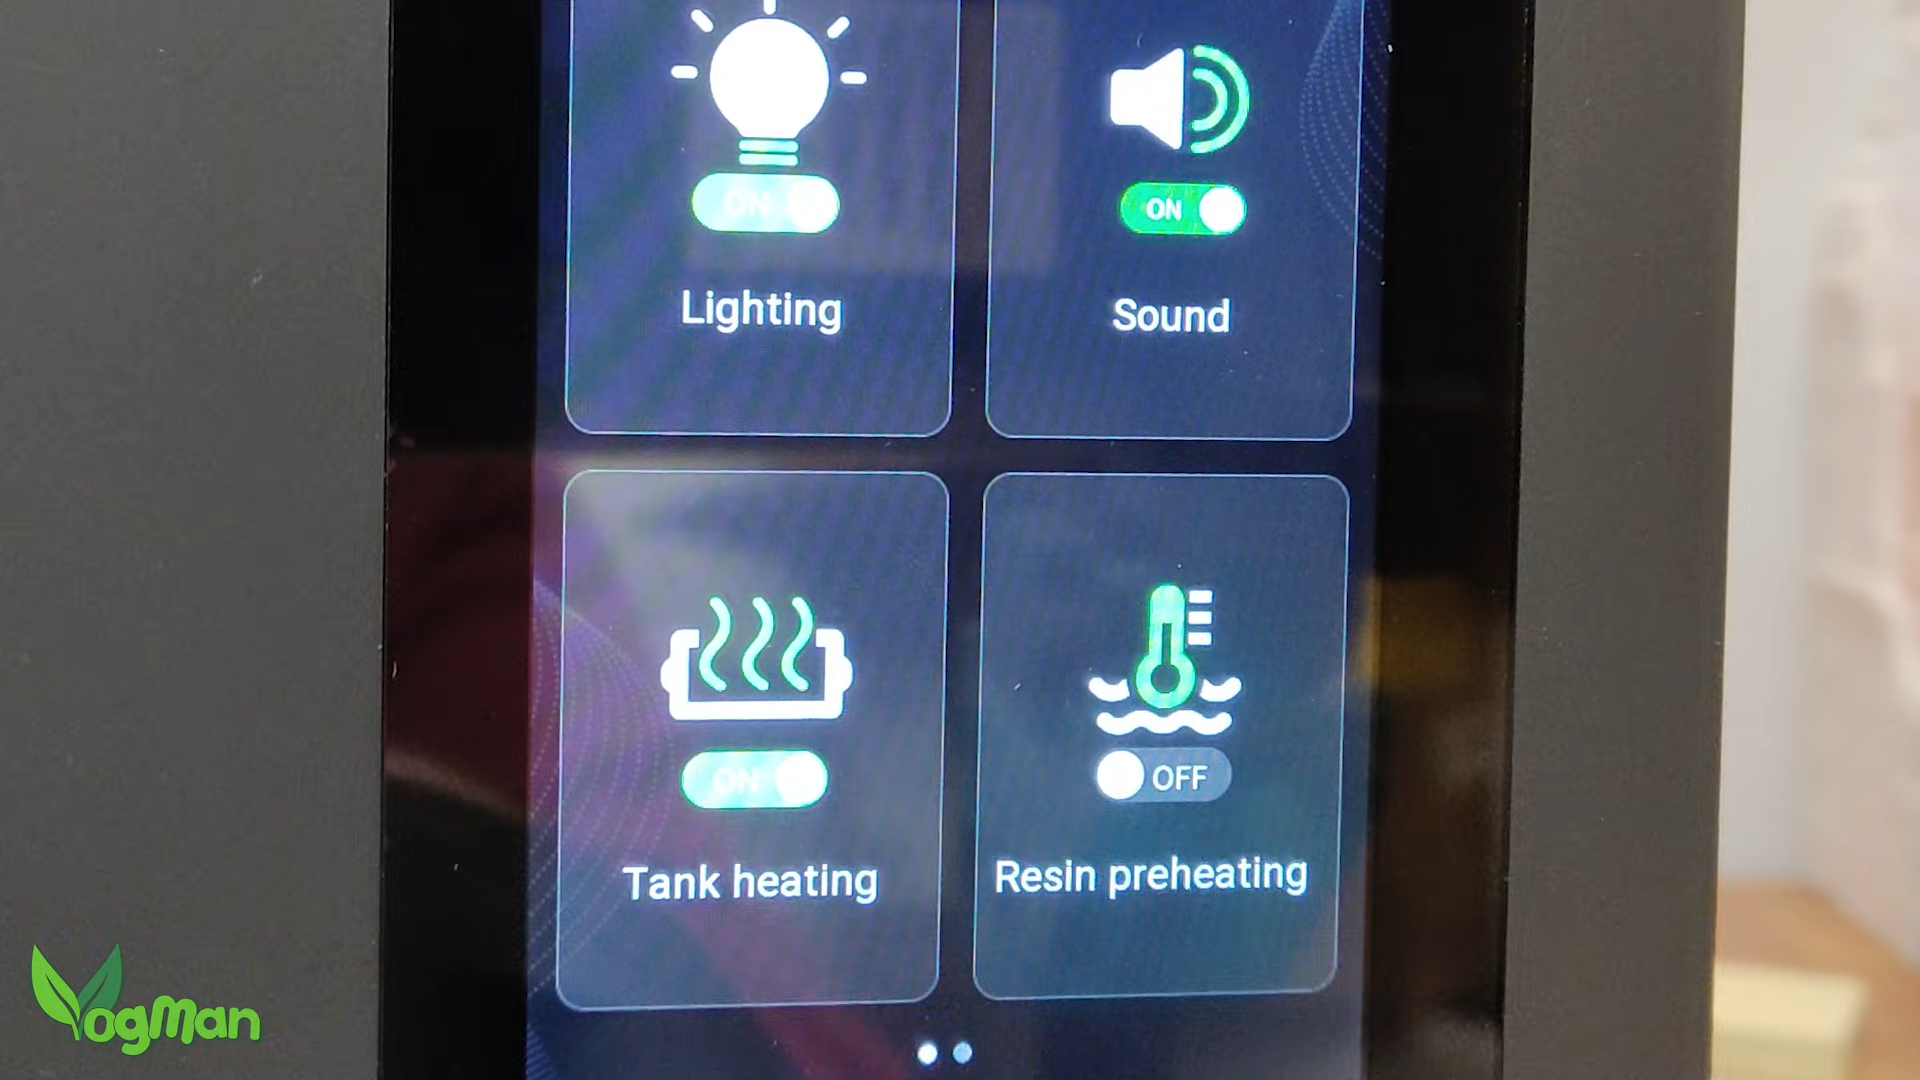 ON
ON
Lighting
Sound
ON
OFF
Tank heating
Resin preheating
VogMan